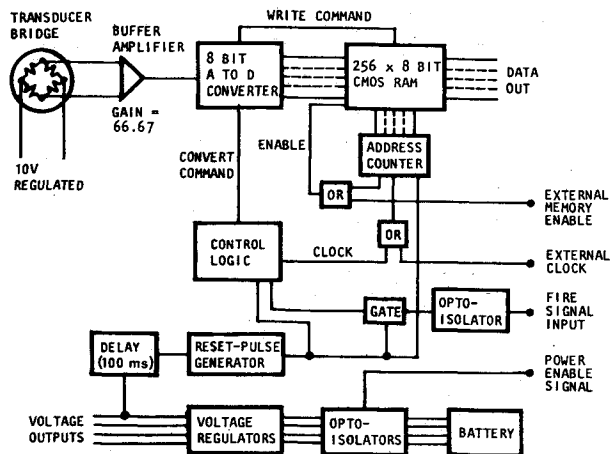 TRANSDUCER
BRIDGE
BUFFER
AMPLIFIER
GAIN =
66.67
10V
REGULATED
8 BIT
A TO D
CONVERTER
WRITE COMMAND
256 x 8 BIT
CMOS RAM
DATA
OUT
CONVERT
COMMAND
ENABLE
ADDRESS
COUNTER
OR
EXTERNAL
MEMORY
ENABLE
CONTROL
LOGIC
CLOCK
OR
EXTERNAL
CLOCK
GATE
OPTO-
ISOLATOR
FIRE
SIGNAL
INPUT
DELAY
(100 ms)
RESET-PULSE
GENERATOR
POWER
ENABLE
SIGNAL
VOLTAGE
OUTPUTS
VOLTAGE
REGULATORS
OPTO-
ISOLATORS
BATTERY